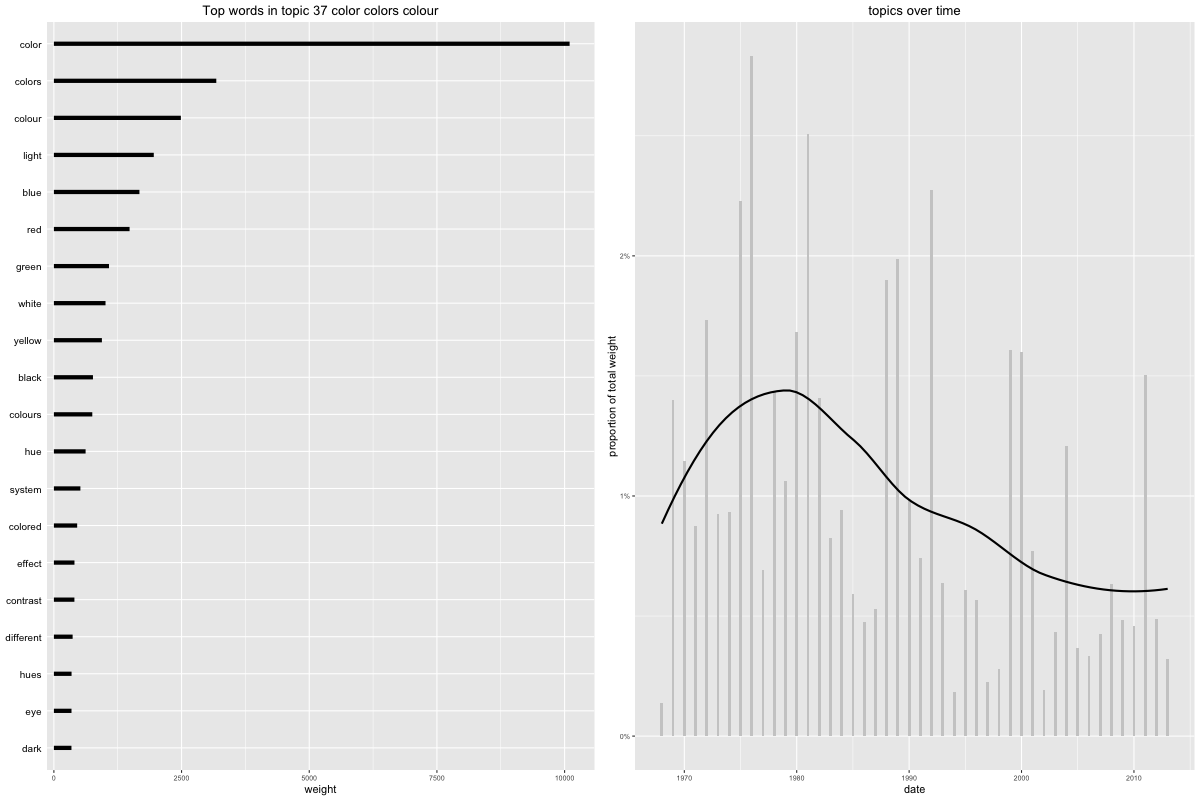 Top words in topic 37 color colors colour
color
colors
colour
light
blue
red
green
white
yellow
black
colours
hue
system
colored
effect
contrast
different
hues
eye
dark
0 2500 5000 7500 10000
weight
topics over time
proportion of total weight
2%
1%
0%
1970 1980 1990 2000 2010
date